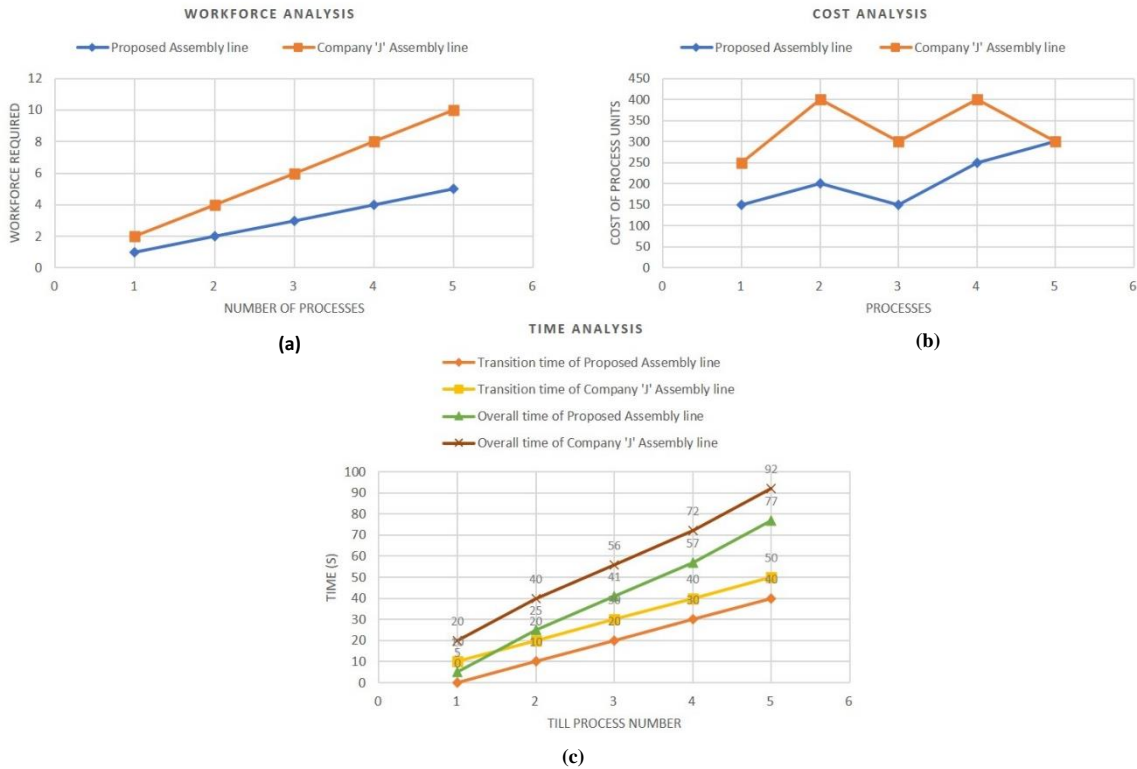 WORKFORCE ANALYSIS
Proposed Assembly line Company 'J' Assembly line
WORKFORCE REQUIRED
12
10
8
6
4
2
0
0 1 2 3 4 5 6
NUMBER OF PROCESSES
(a)
COST ANALYSIS
Proposed Assembly line Company 'J' Assembly line
COST OF PROCESS UNITS
450
400
350
300
250
200
150
100
50
0
0 1 2 3 4 5 6
PROCESSES
(b)
TIME ANALYSIS
Transition time of Proposed Assembly line
Transition time of Company 'J' Assembly line
Overall time of Proposed Assembly line
Overall time of Company 'J' Assembly line
TIME (S)
100
90
80
70
60
50
40
30
20
10
0
92
77
72
57
56
50
41
40
40
40
30
25
20
20
20
10
5
0
0 1 2 3 4 5 6
TILL PROCESS NUMBER
(c)